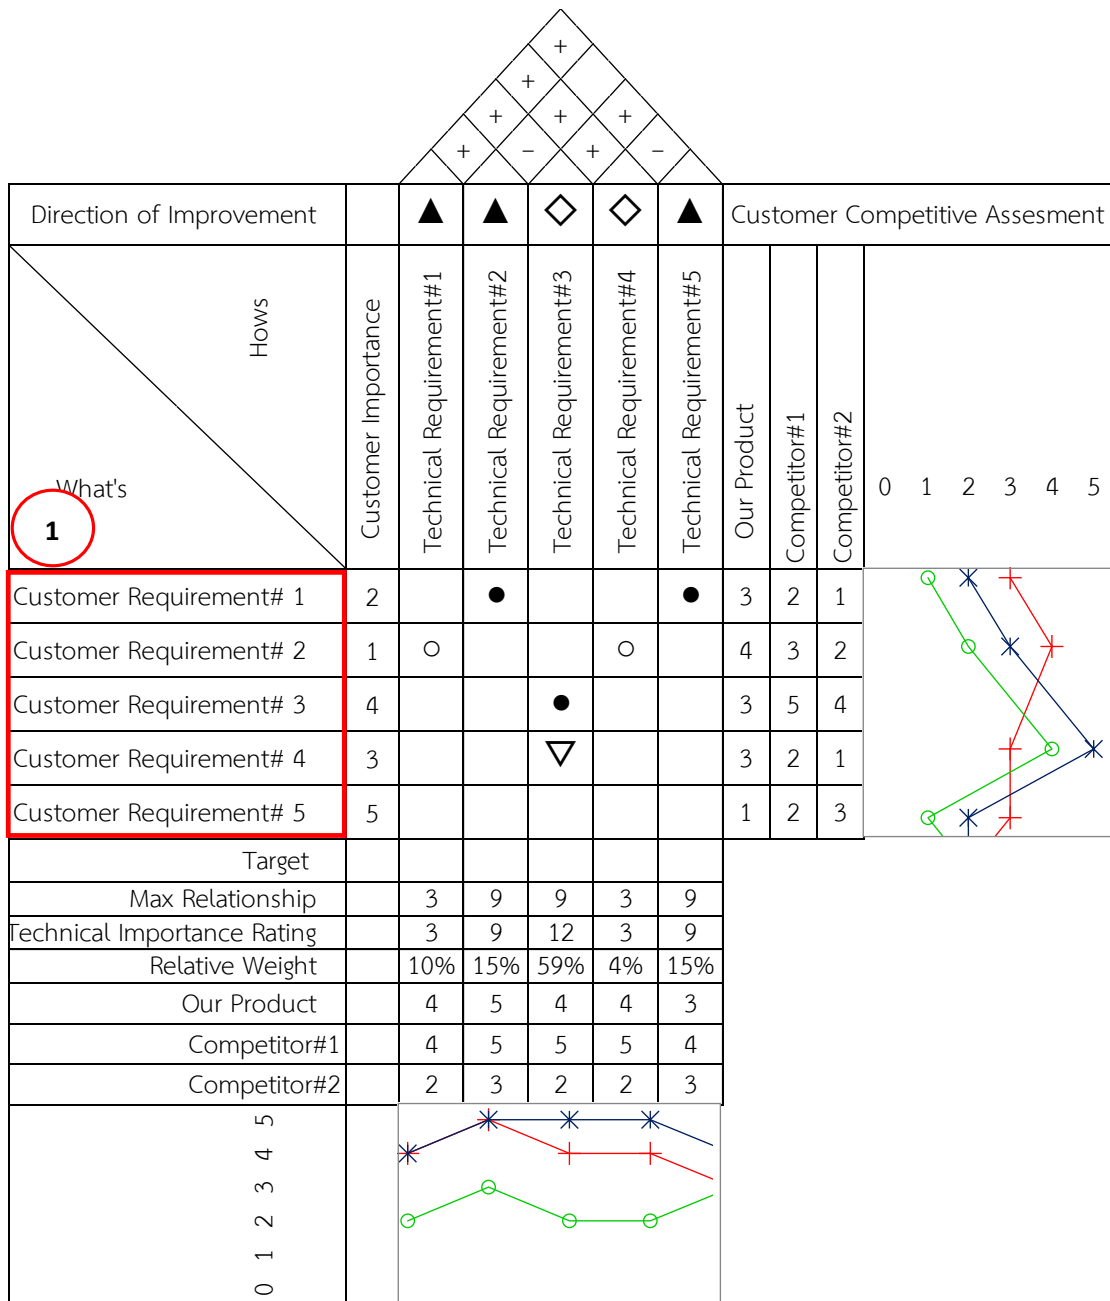 +
+
+ + +
+ − + −
Direction of Improvement ▲ ▲ ◇ ◇ ▲ Customer Competitive Assesment
Hows
What's
1
Customer Importance
Technical Requirement#1
Technical Requirement#2
Technical Requirement#3
Technical Requirement#4
Technical Requirement#5
Our Product
Competitor#1
Competitor#2
0 1 2 3 4 5
Customer Requirement# 1 2 ● ● 3 2 1
Customer Requirement# 2 1 ○ ○ 4 3 2
Customer Requirement# 3 4 ● 3 5 4
Customer Requirement# 4 3 ▽ 3 2 1
Customer Requirement# 5 5 1 2 3
Target
Max Relationship 3 9 9 3 9
Technical Importance Rating 3 9 12 3 9
Relative Weight 10% 15% 59% 4% 15%
Our Product 4 5 4 4 3
Competitor#1 4 5 5 5 4
Competitor#2 2 3 2 2 3
5
4
3
2
1
0